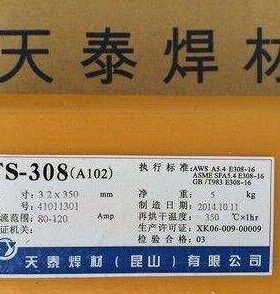 天泰焊材
TS-308(A102)
寸: 3.2 x 350 mm
号: 41011301
流范围: 80-120 Amp
证机关:
执行标准: AWS A5.4 E308-16
ASME SFA5.4 E308-16
GB /T983 E308-16
净重: 5 kg
制造日期: 2014.10.11
再烘干温度: 350 ℃×1hr
生产许可证: XK06-009-00009
检验合格: 03
天泰焊材(昆山)有限公司